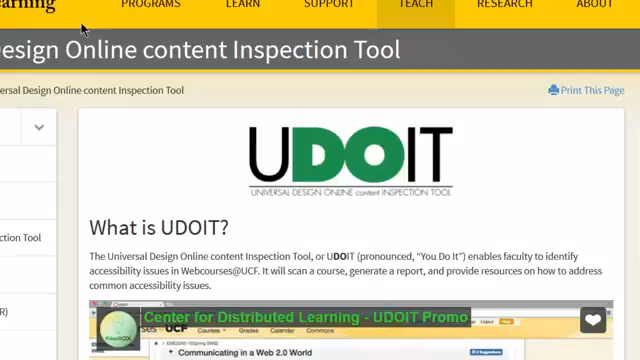 earning
PROGRAMS LEARN SUPPORT TEACH RESEARCH ABOUT
Design Online content Inspection Tool
ersal Design Online content Inspection Tool
Print This Page
UDOIT
UNIVERSAL DESIGN ONLINE content INSPECTION TOOL
What is UDOIT?
ction Tool
The Universal Design Online content Inspection Tool, or UDOIT (pronounced, "You Do It") enables faculty to identify
accessibility issues in Webcourses@UCF. It will scan a course, generate a report, and provide resources on how to address
common accessibility issues.
R)
Center for Distributed Learning - UDOIT Promo
UCF Courses Grades Calendar Commons
Communicating in a Web 2.0 World